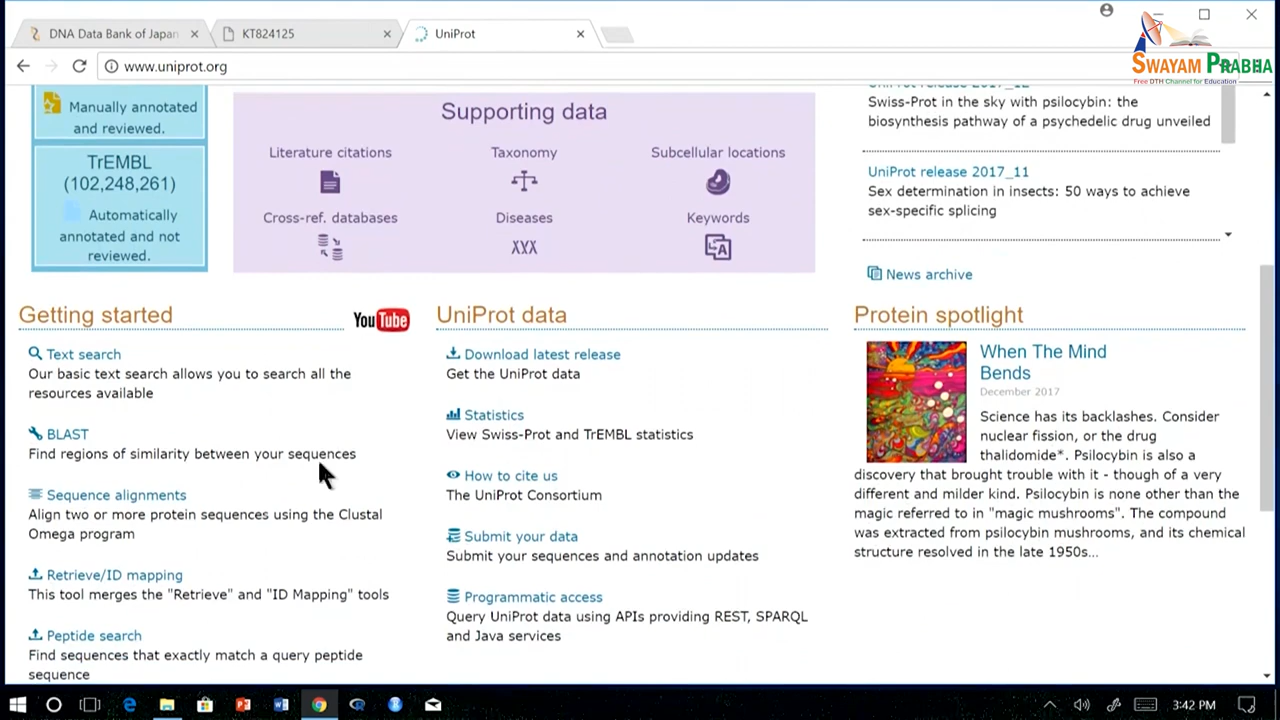 DNA Data Bank of Japan
KT824125
UniProt
www.uniprot.org
SWAYAM PRABHA
Free DTH Channel for Education
Manually annotated
and reviewed.
TrEMBL
(102,248,261)
Automatically
annotated and not
reviewed.
Supporting data
Literature citations
Taxonomy
Subcellular locations
Cross-ref. databases
Diseases
Keywords
UniProt release 2017_12
Swiss-Prot in the sky with psilocybin: the
biosynthesis pathway of a psychedelic drug unveiled
UniProt release 2017_11
Sex determination in insects: 50 ways to achieve
sex-specific splicing
News archive
Getting started
YouTube
Text search
Our basic text search allows you to search all the
resources available
BLAST
Find regions of similarity between your sequences
Sequence alignments
Align two or more protein sequences using the Clustal
Omega program
Retrieve/ID mapping
This tool merges the "Retrieve" and "ID Mapping" tools
Peptide search
Find sequences that exactly match a query peptide
sequence
UniProt data
Download latest release
Get the UniProt data
Statistics
View Swiss-Prot and TrEMBL statistics
How to cite us
The UniProt Consortium
Submit your data
Submit your sequences and annotation updates
Programmatic access
Query UniProt data using APIs providing REST, SPARQL
and Java services
Protein spotlight
When The Mind
Bends
December 2017
Science has its backlashes. Consider
nuclear fission, or the drug
thalidomide*. Psilocybin is also a
discovery that brought trouble with it - though of a very
different and milder kind. Psilocybin is none other than the
magic referred to in "magic mushrooms". The compound
was extracted from psilocybin mushrooms, and its chemical
structure resolved in the late 1950s...
3:42 PM